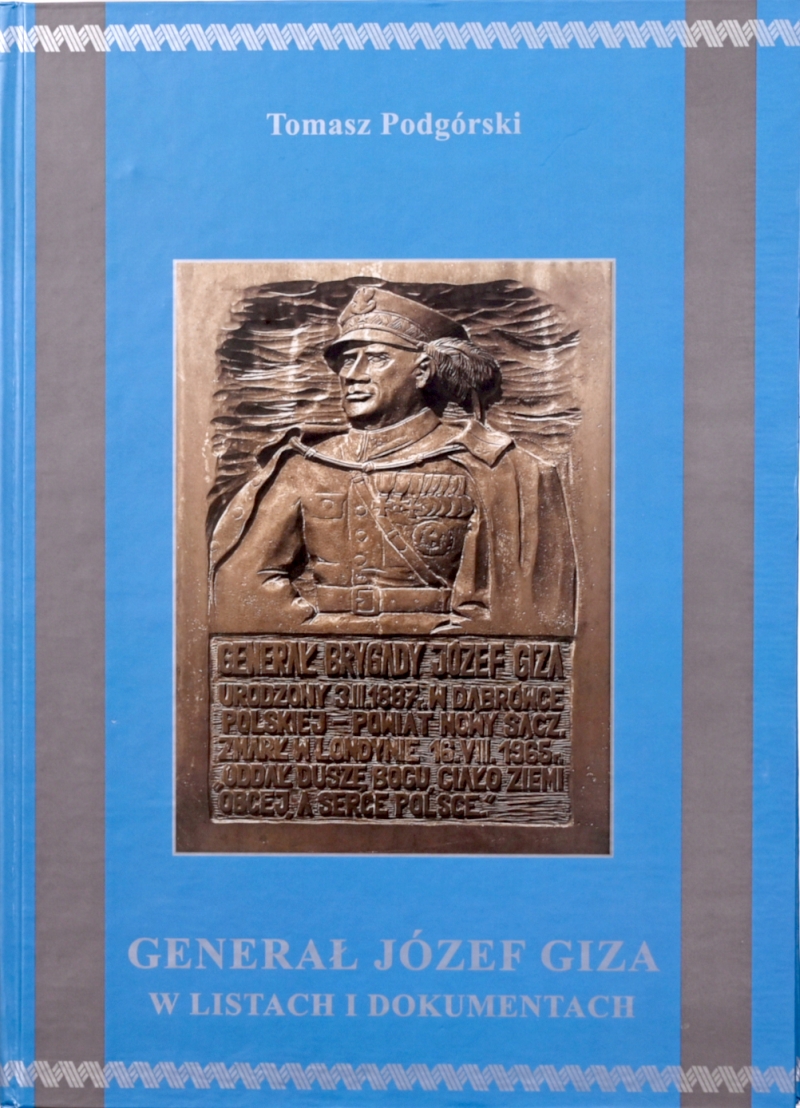 Tomasz Podgórski
GENERAŁ BRYGADY JÓZEF GIZA
URODZONY 3.III.1887r. W DĄBRÓWCE
POLSKIEJ – POWIAT NOWY SĄCZ.
ZMARŁ W LONDYNIE 16.VIII.1965r.
„ODDAŁ DUSZĘ BOGU, CIAŁO ZIEMI
OBCEJ, A SERCE POLSCE.”
GENERAŁ JÓZEF GIZA
W LISTACH I DOKUMENTACH